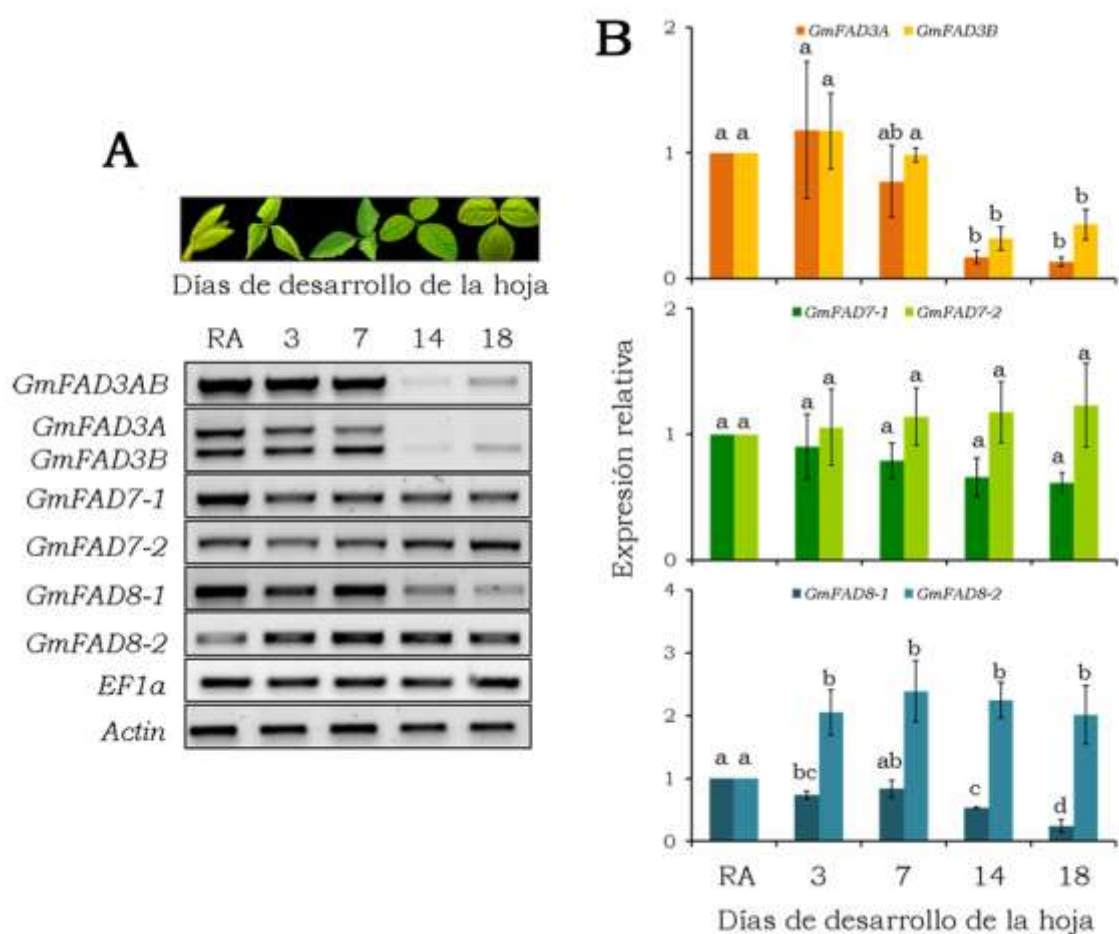 A
Días de desarrollo de la hoja
RA 3 7 14 18
GmFAD3AB
GmFAD3A
GmFAD3B
GmFAD7-1
GmFAD7-2
GmFAD8-1
GmFAD8-2
EF1a
Actin
B
Expresión relativa
GmFAD3A GmFAD3B
2
1
0
a a a a ab a b b b b
GmFAD7-1 GmFAD7-2
2
1
0
a a a a a a a a a a
GmFAD8-1 GmFAD8-2
4
3
2
1
0
a a bc b ab b c b d b
RA 3 7 14 18
Días de desarrollo de la hoja